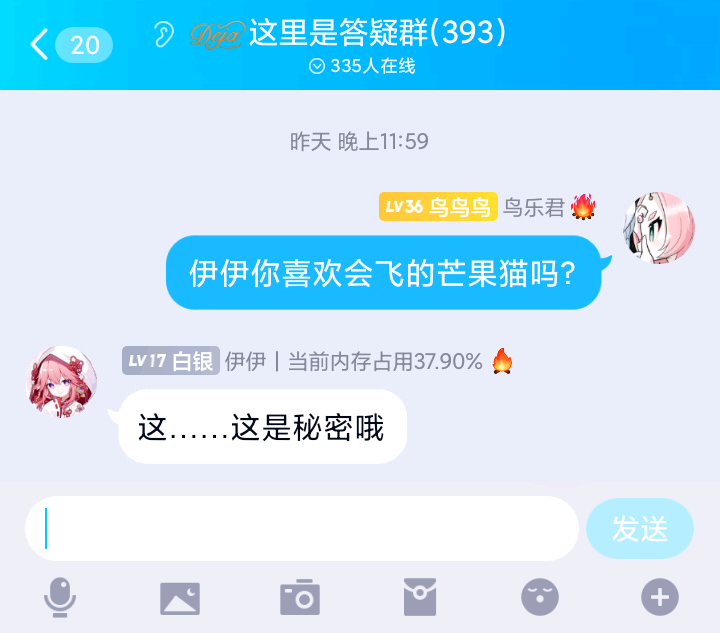 20
Deja 这里是答疑群(393)
335人在线
昨天 晚上11:59
LV36 鸟鸟鸟 鸟乐君
伊伊你喜欢会飞的芒果猫吗?
LV17 白银 伊伊 | 当前内存占用37.90%
这……这是秘密哦
发送